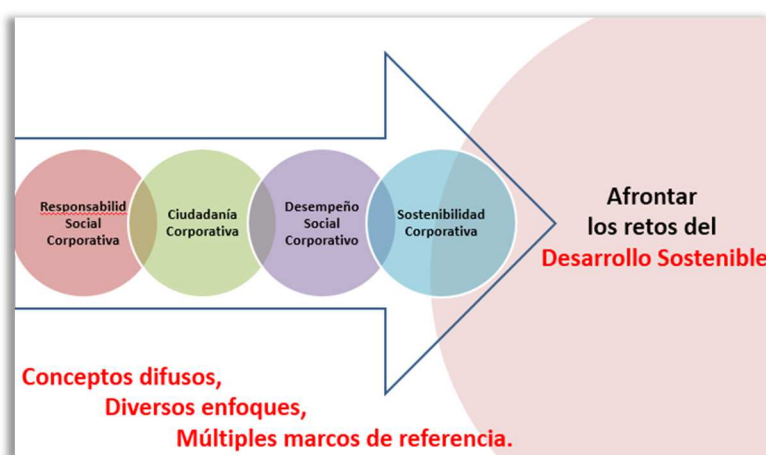 Responsabilid
Social
Corporativa
Ciudadanía
Corporativa
Desempeño
Social
Corporativo
Sostenibilidad
Corporativa
Afrontar
los retos del
Desarrollo Sostenible
Conceptos difusos,
Diversos enfoques,
Múltiples marcos de referencia.